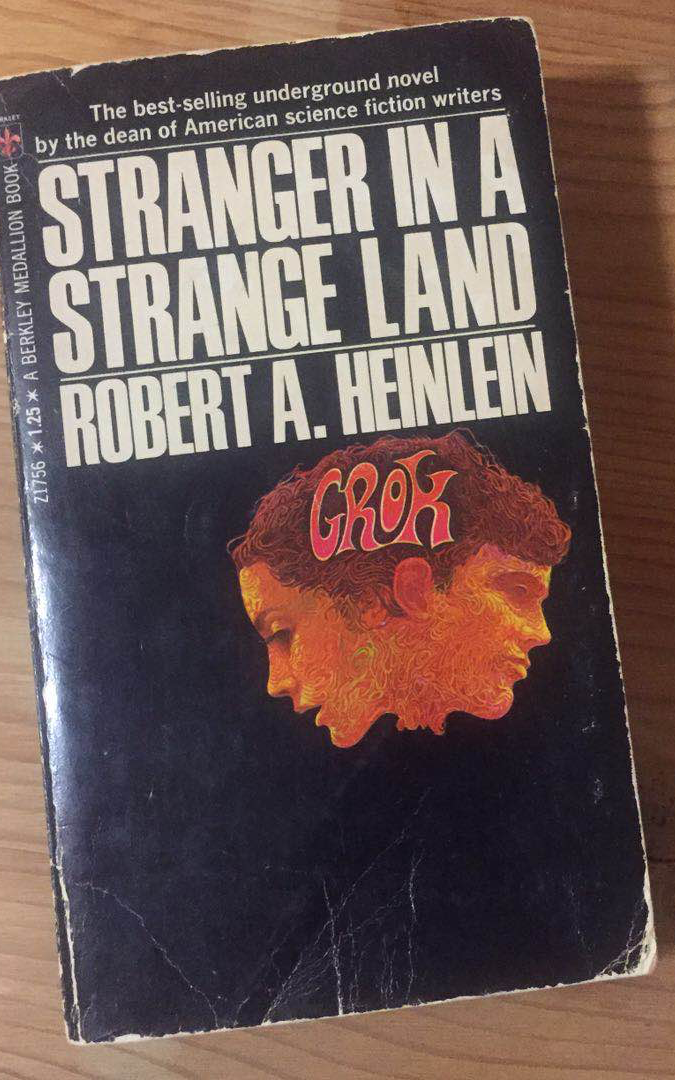 The best-selling underground novel
by the dean of American science fiction writers
STRANGER IN A
STRANGE LAND
ROBERT A. HEINLEIN
GROK
Z1756 * 1.25 * A BERKLEY MEDALLION BOOK